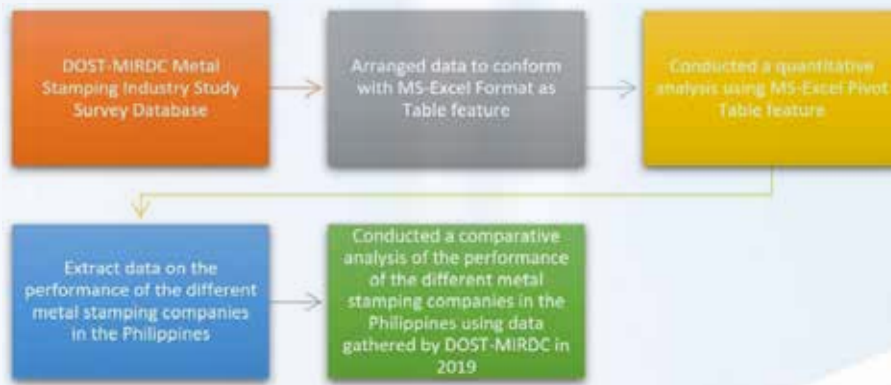 DOST-MIRDC Metal
Stamping Industry Study
Survey Database
Arranged data to conform
with MS-Excel Format as
Table feature
Conducted a quantitative
analysis using MS-Excel Pivot
Table feature
Extract data on the
performance of the different
metal stamping companies
in the Philippines
Conducted a comparative
analysis of the performance
of the different metal
stamping companies in the
Philippines using data
gathered by DOST-MIRDC in
2019